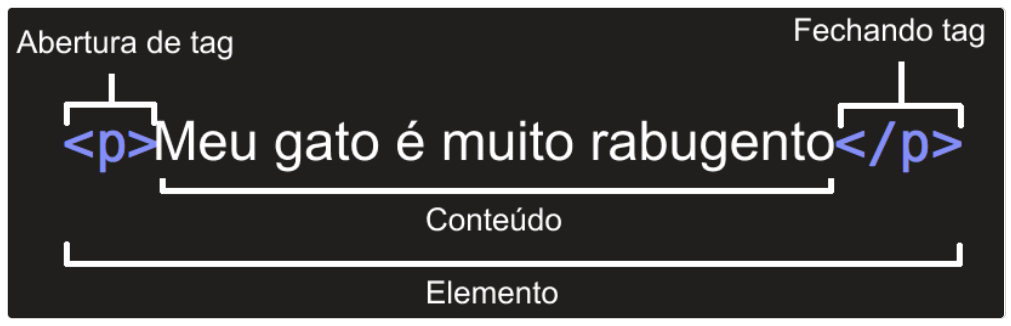 Abertura de tag
Fechando tag
<p>Meu gato é muito rabugento</p>
Conteúdo
Elemento